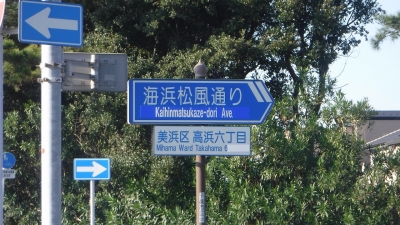 海浜松風通り
Kaihinmatsukaze-dori Ave.
美浜区 高浜六丁目
Mihama Ward Takahama 6